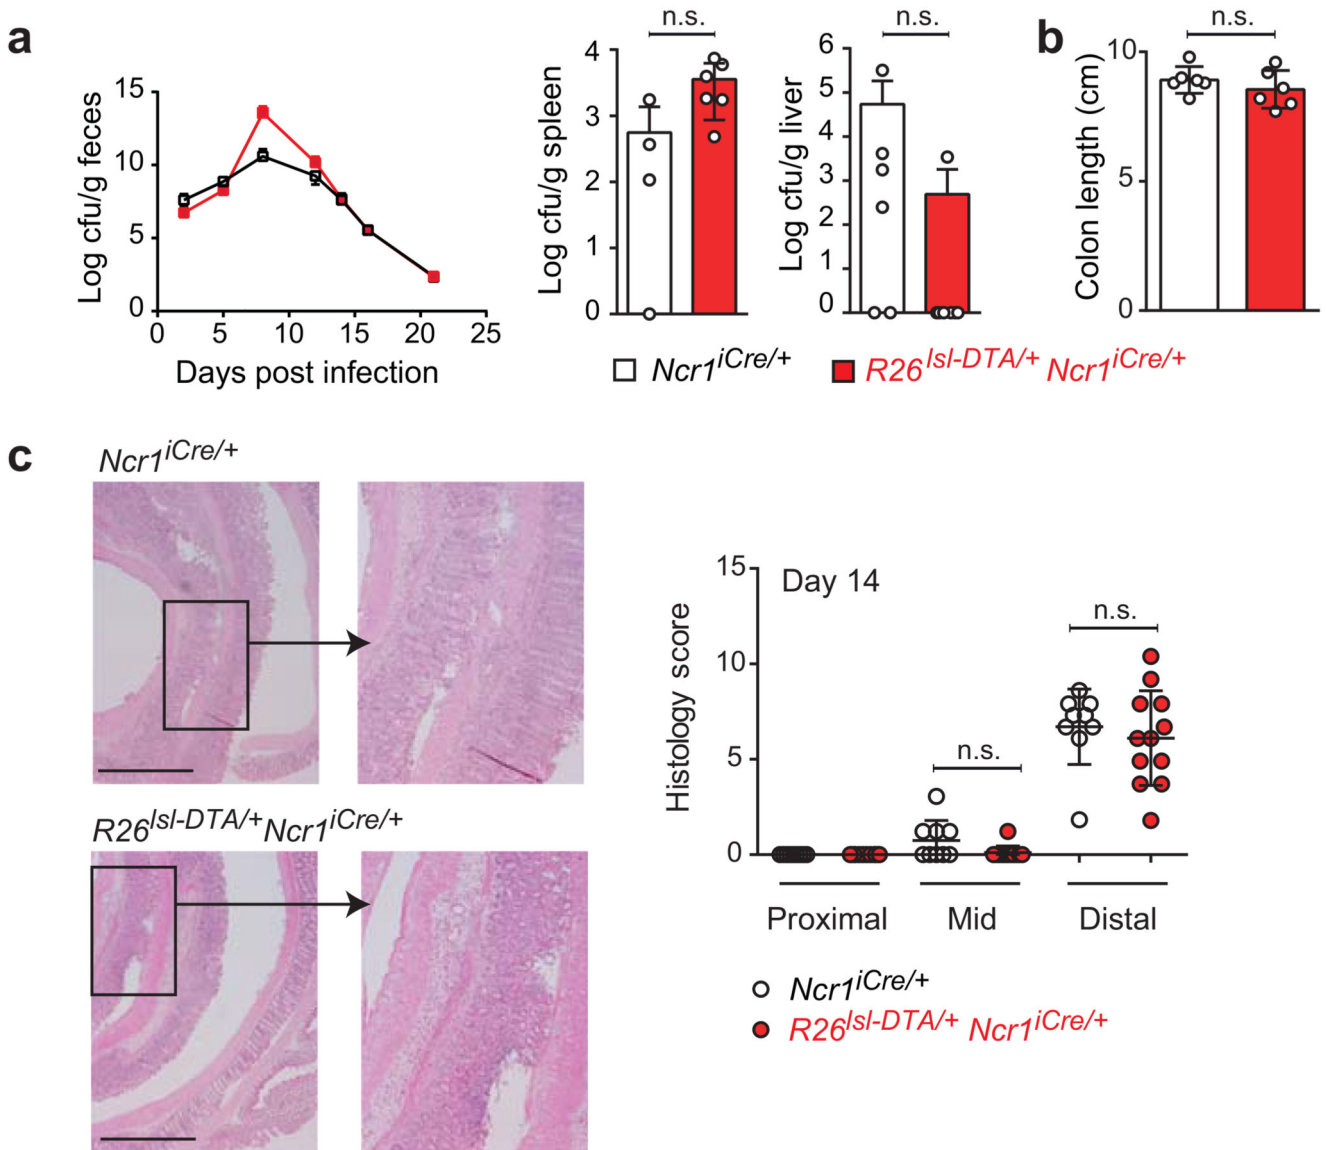 a
Log cfu/g feces
15
10
5
0
0 5 10 15 20 25
Days post infection
n.s.
Log cfu/g spleen
4
3
2
1
0
n.s.
Log cfu/g liver
6
5
4
3
2
1
0
Ncr1iCre/+
R26lsl-DTA/+ Ncr1iCre/+
b
n.s.
Colon length (cm)
10
5
0
c
Ncr1iCre/+
R26lsl-DTA/+Ncr1iCre/+
Histology score
15
10
5
0
Day 14
n.s.
n.s.
Proximal Mid Distal
Ncr1iCre/+
R26lsl-DTA/+ Ncr1iCre/+